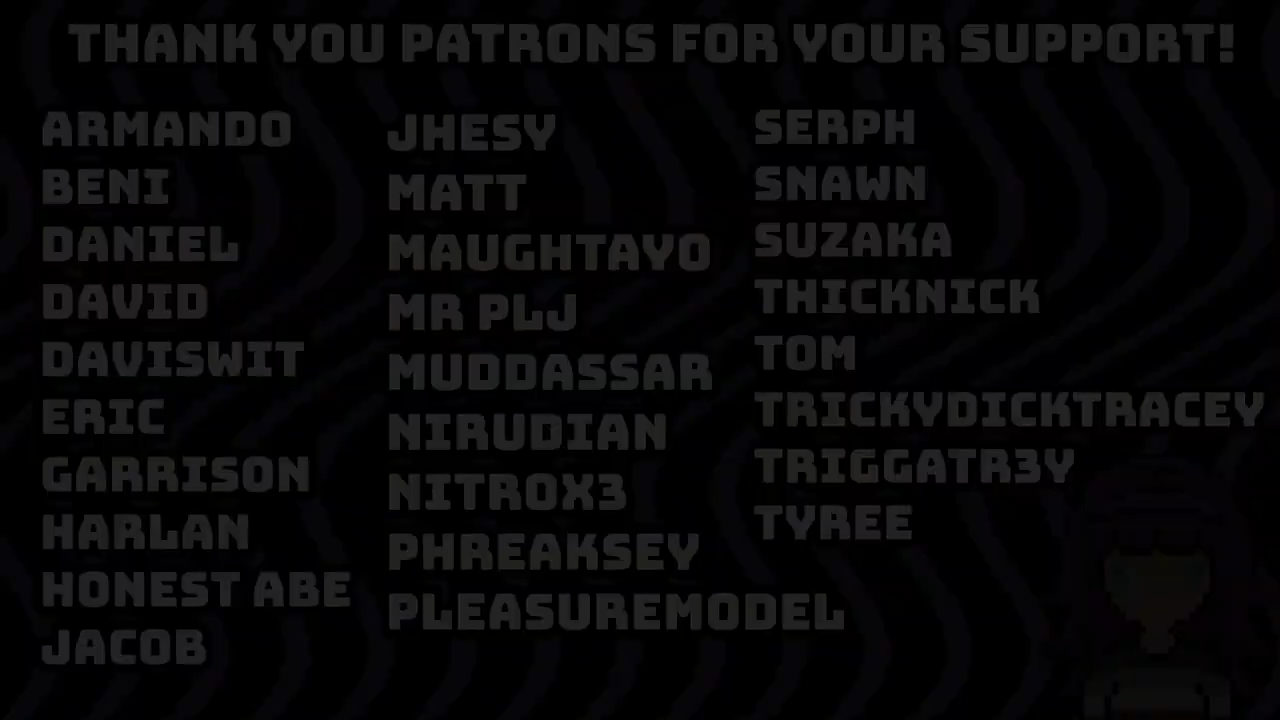 THANK YOU PATRONS FOR YOUR SUPPORT!
ARMANDO
BENI
DANIEL
DAVID
DAVISWIT
ERIC
GARRISON
HARLAN
HONEST ABE
JACOB
JHESY
MATT
MAUGHTAYO
MR PLJ
MUDDASSAR
NIRUDIAN
NITROX3
PHREAKSEY
PLEASUREMODEL
SERPH
SNAWN
SUZAKA
THICKNICK
TOM
TRICKYDICKTRACEY
TRIGGATR3Y
TYREE